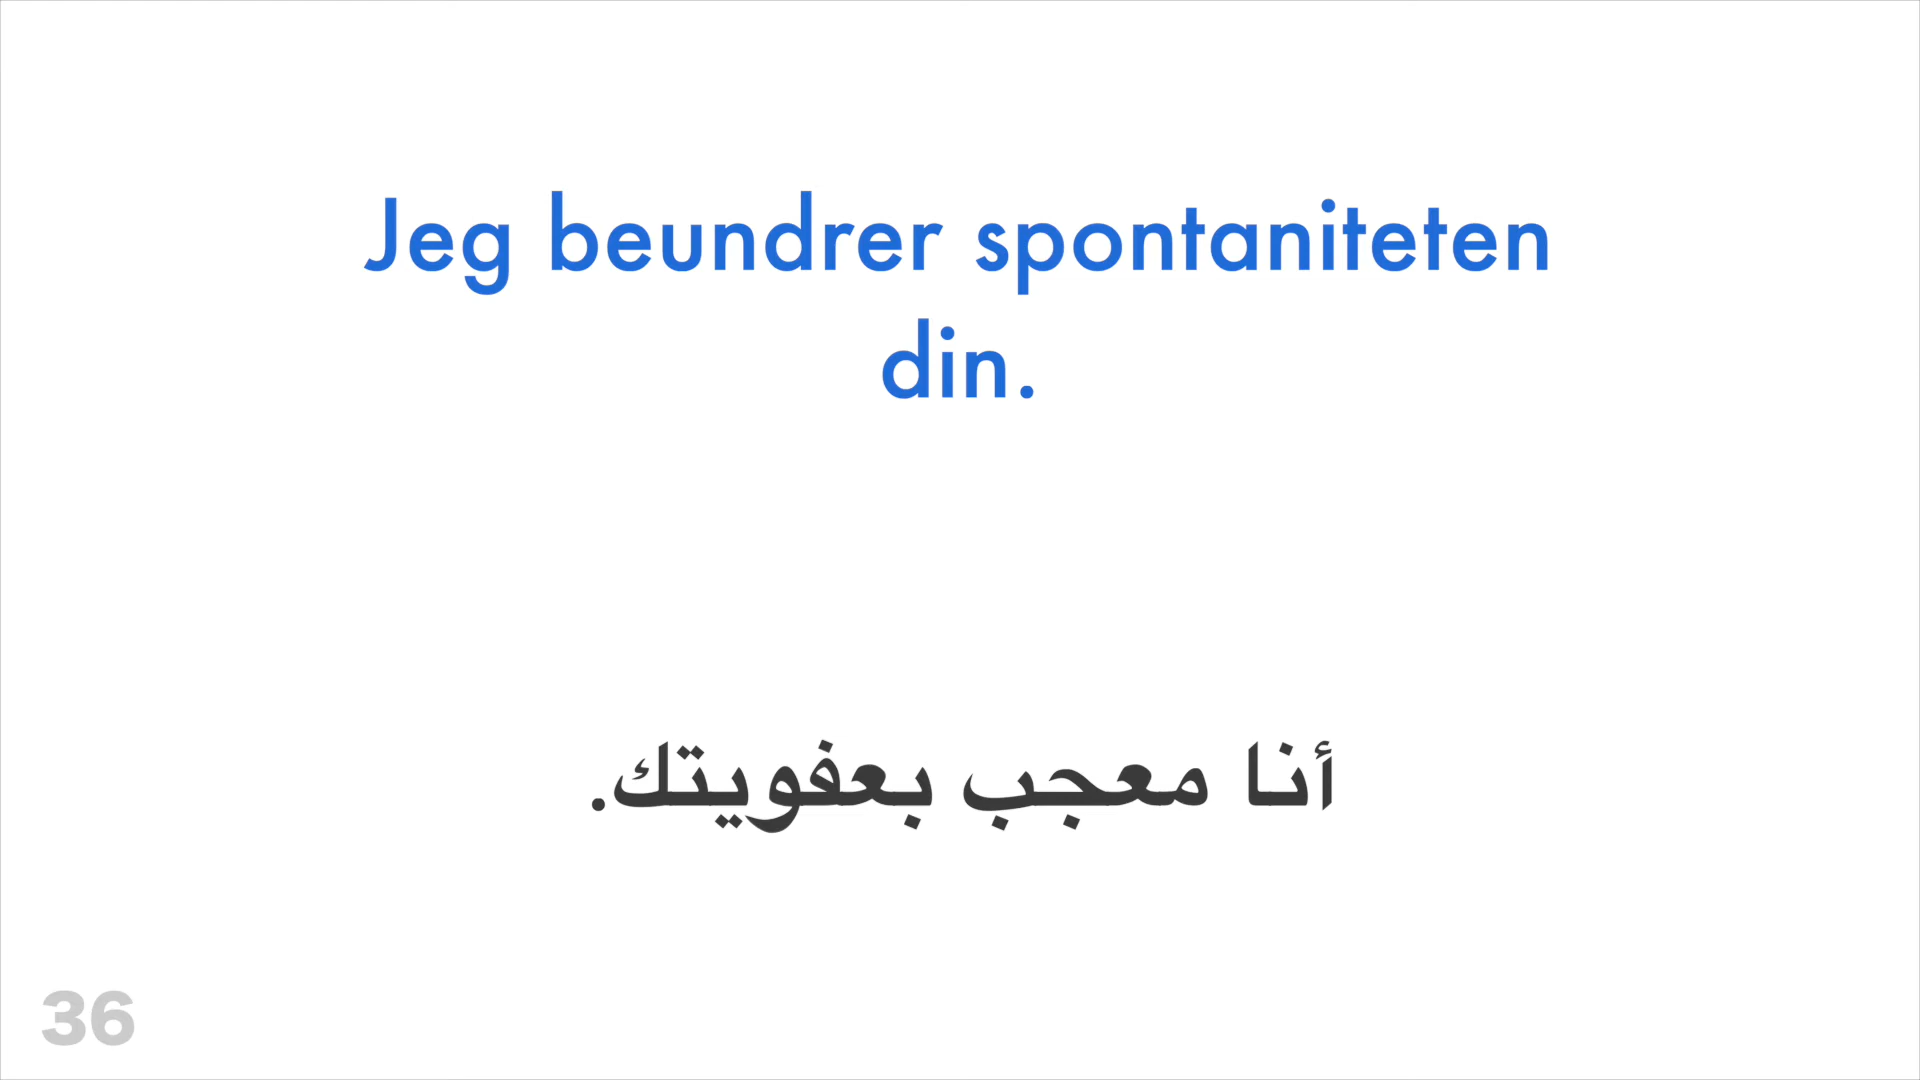 Jeg beundrer spontaniteten
din.
أنا معجب بعفويتك.
36